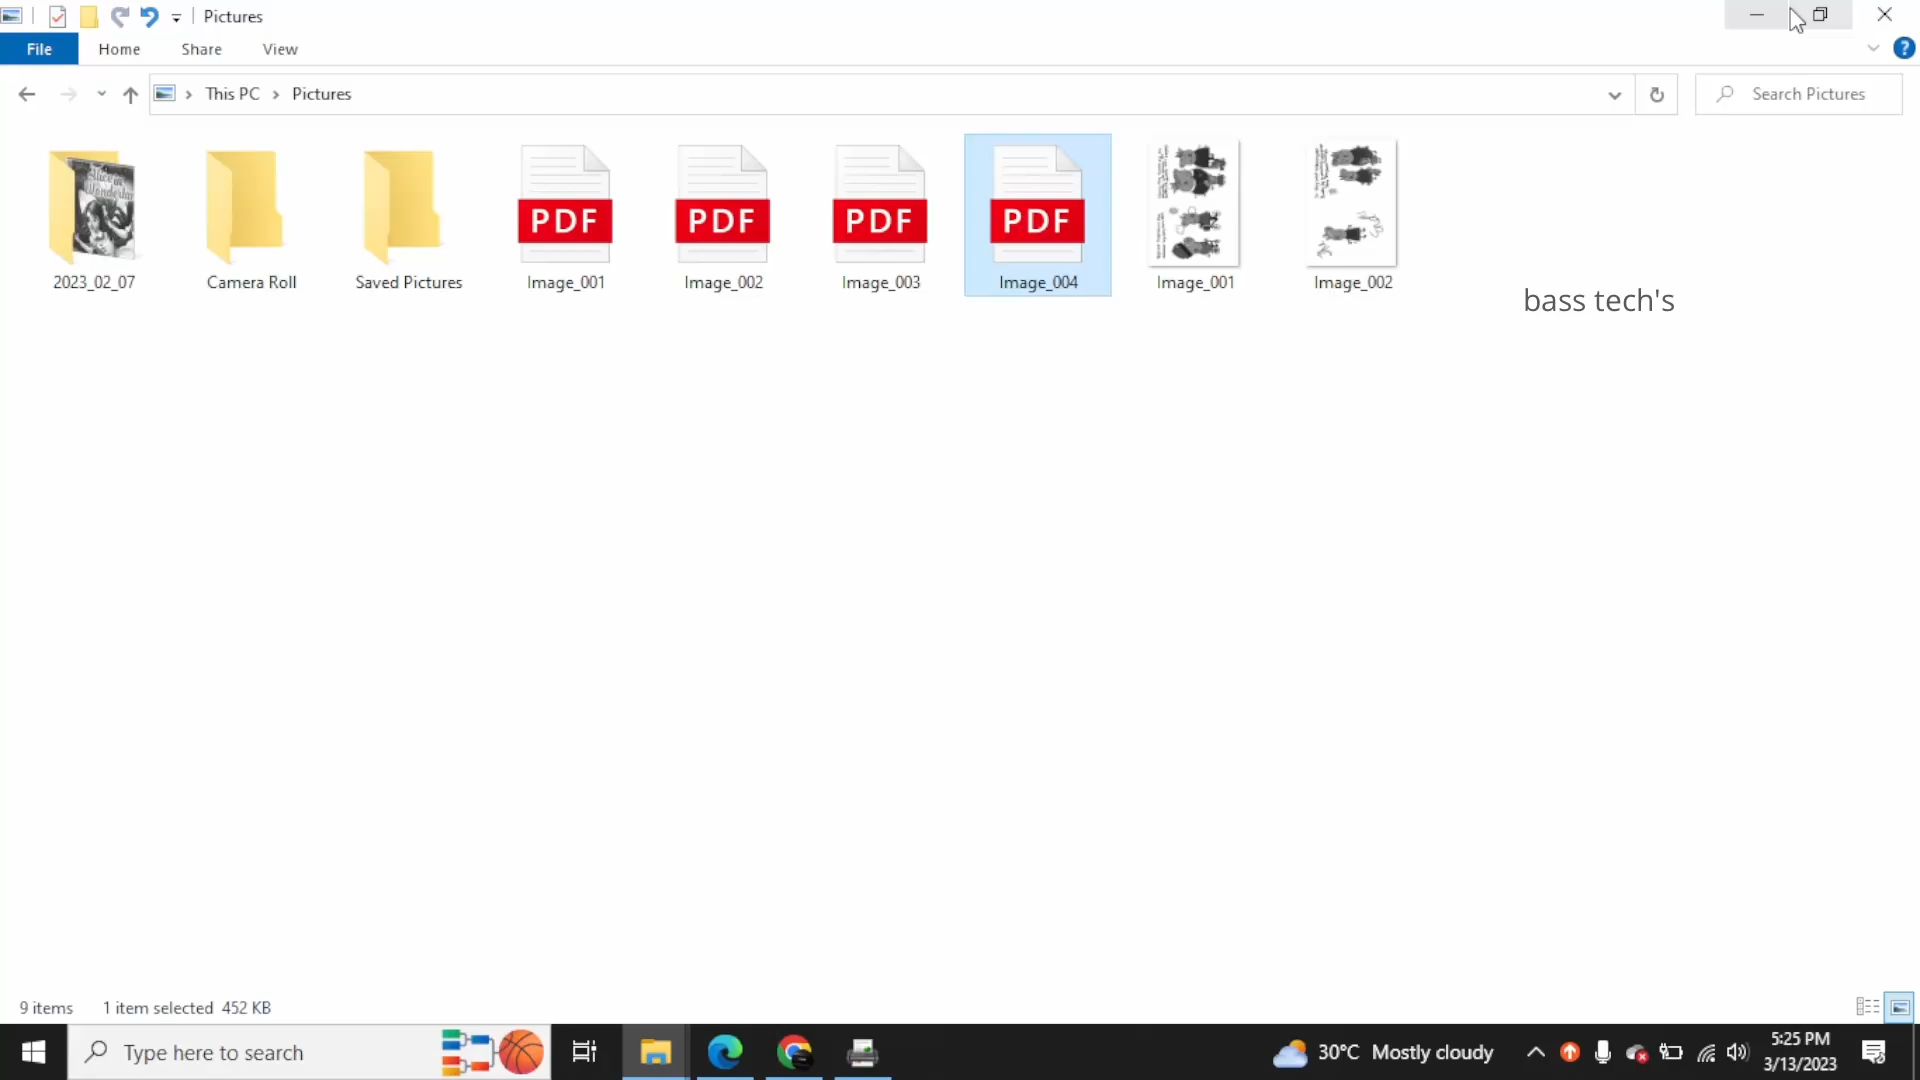 Pictures
File Home Share View
This PC Pictures
Search Pictures
Alice in
PDF PDF PDF PDF
2023_02_07 Camera Roll Saved Pictures Image_001 Image_002 Image_003 Image_004 Image_001 Image_002
bass tech's
9 items 1 item selected 452 KB
Type here to search
30°C Mostly cloudy
5:25 PM
3/13/2023